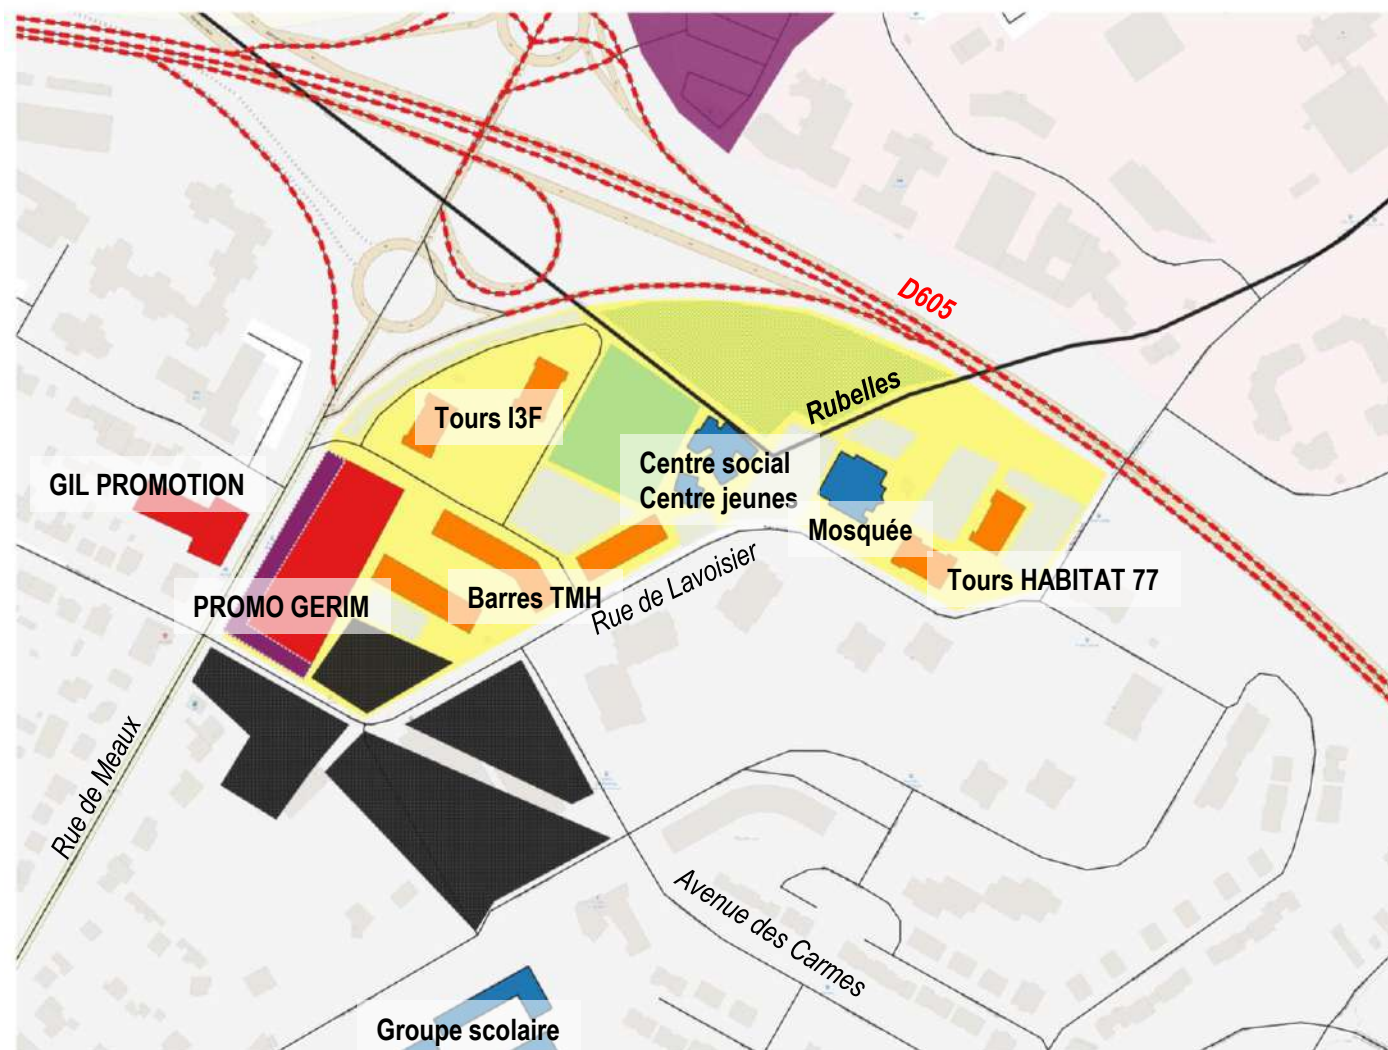 D605
Rubelles
Tours I3F
Centre social
Centre jeunes
GIL PROMOTION
Mosquée
Tours HABITAT 77
Barres TMH
PROMO GERIM
Rue de Lavoisier
Rue de Meaux
Avenue des Carmes
Groupe scolaire